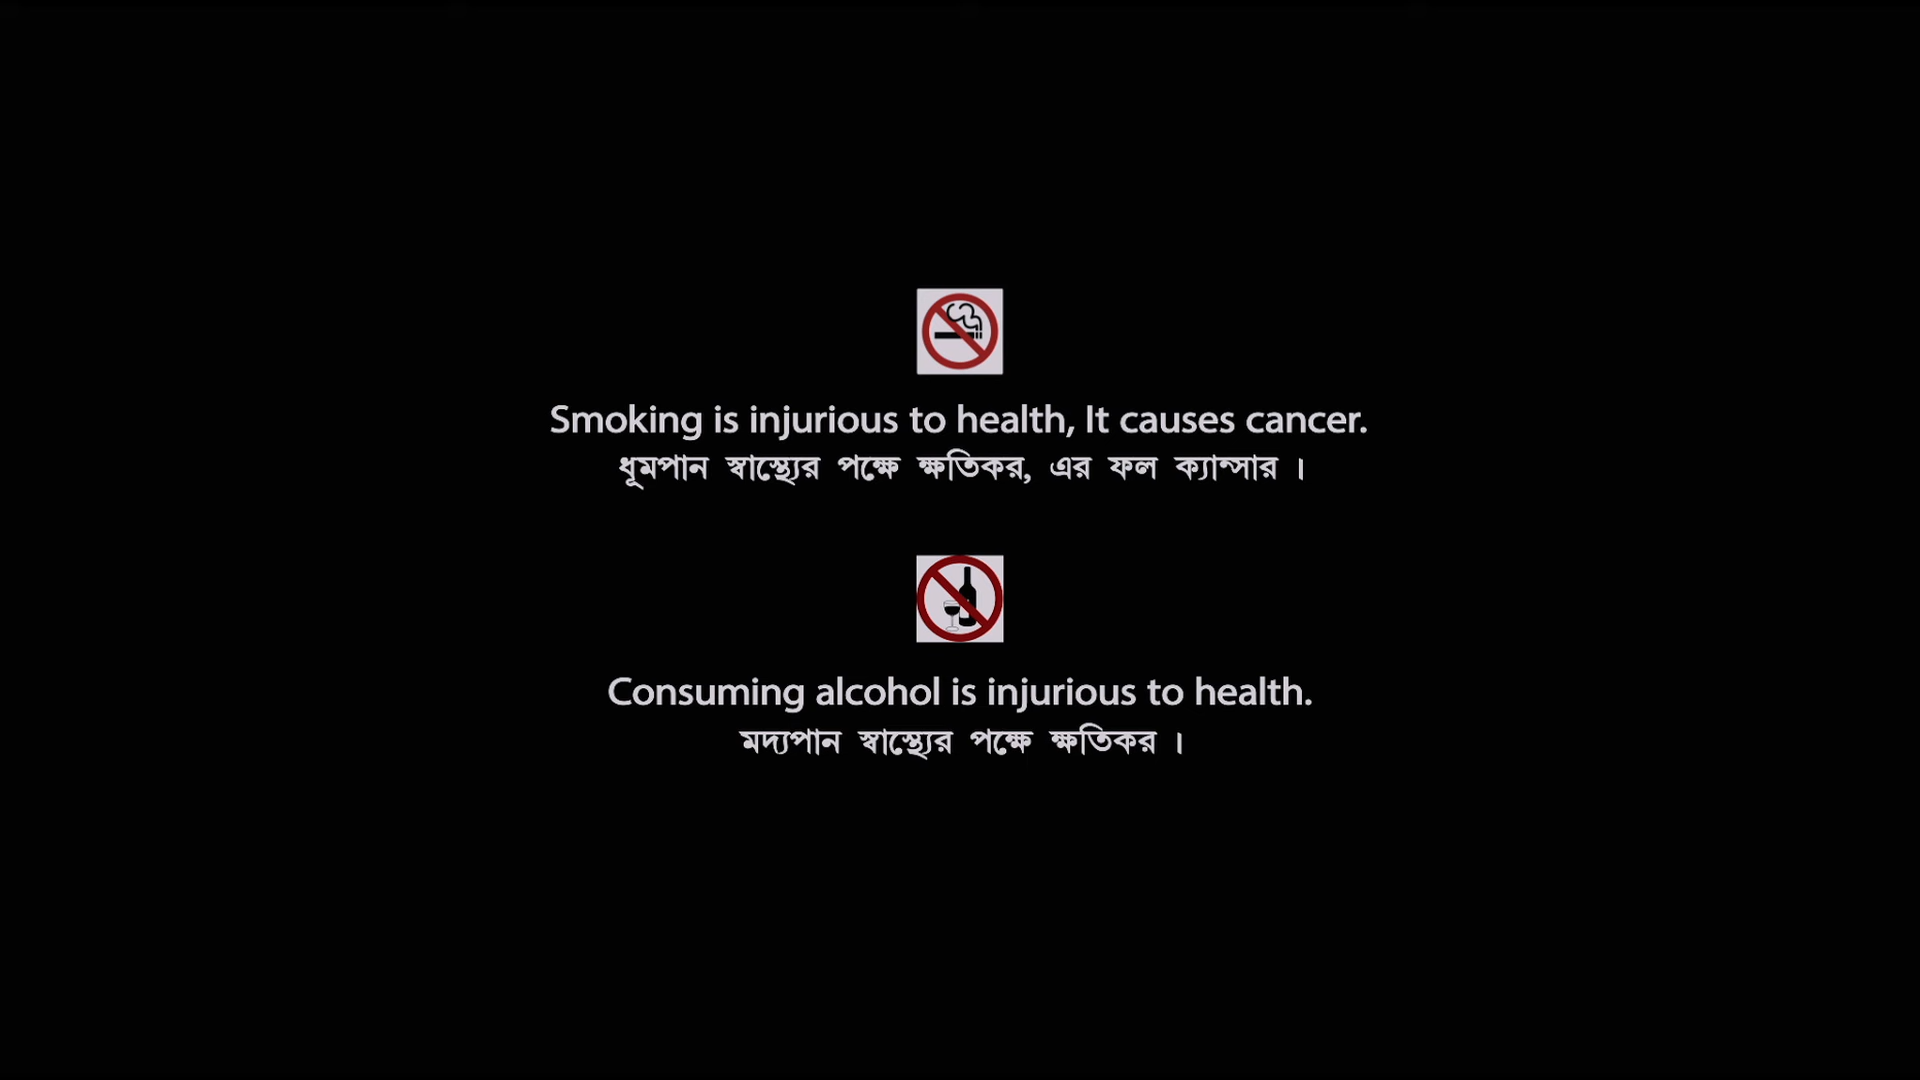 Smoking is injurious to health, It causes cancer.
ধূমপান স্বাস্থ্যের পক্ষে ক্ষতিকর, এর ফল ক্যান্সার ।
Consuming alcohol is injurious to health.
মদ্যপান স্বাস্থ্যের পক্ষে ক্ষতিকর ।